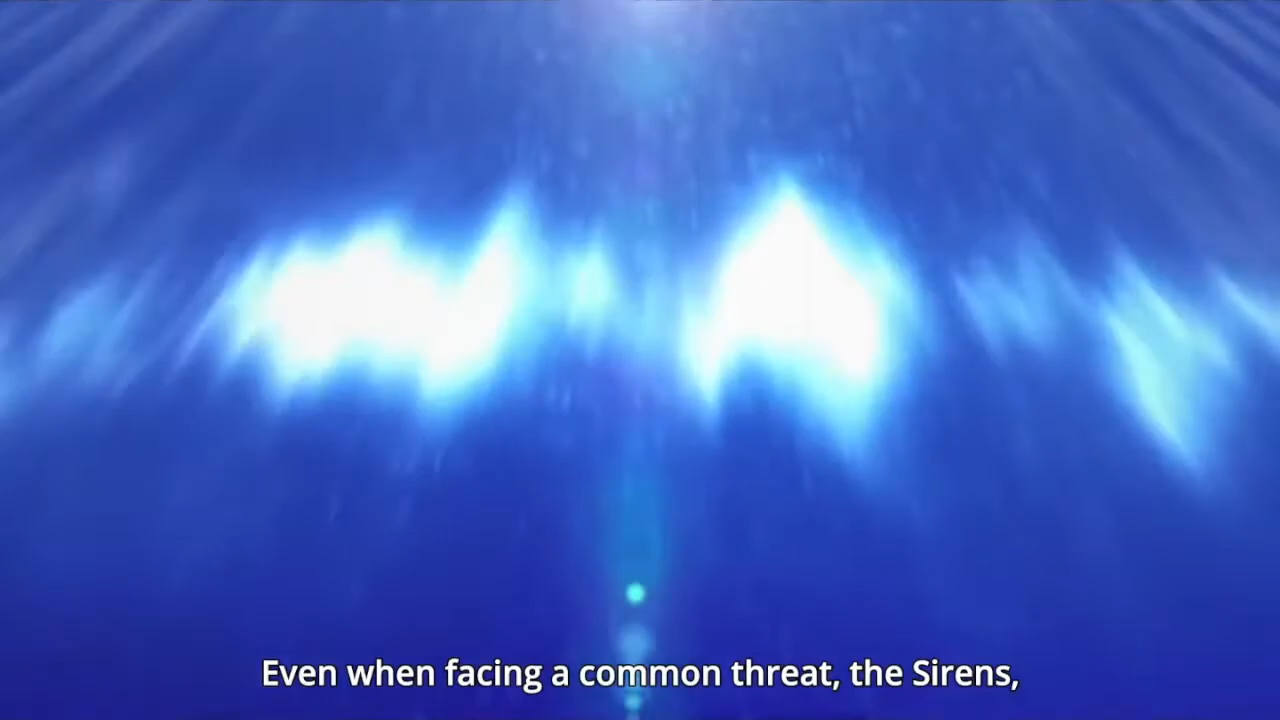 Even when facing a common threat, the Sirens,